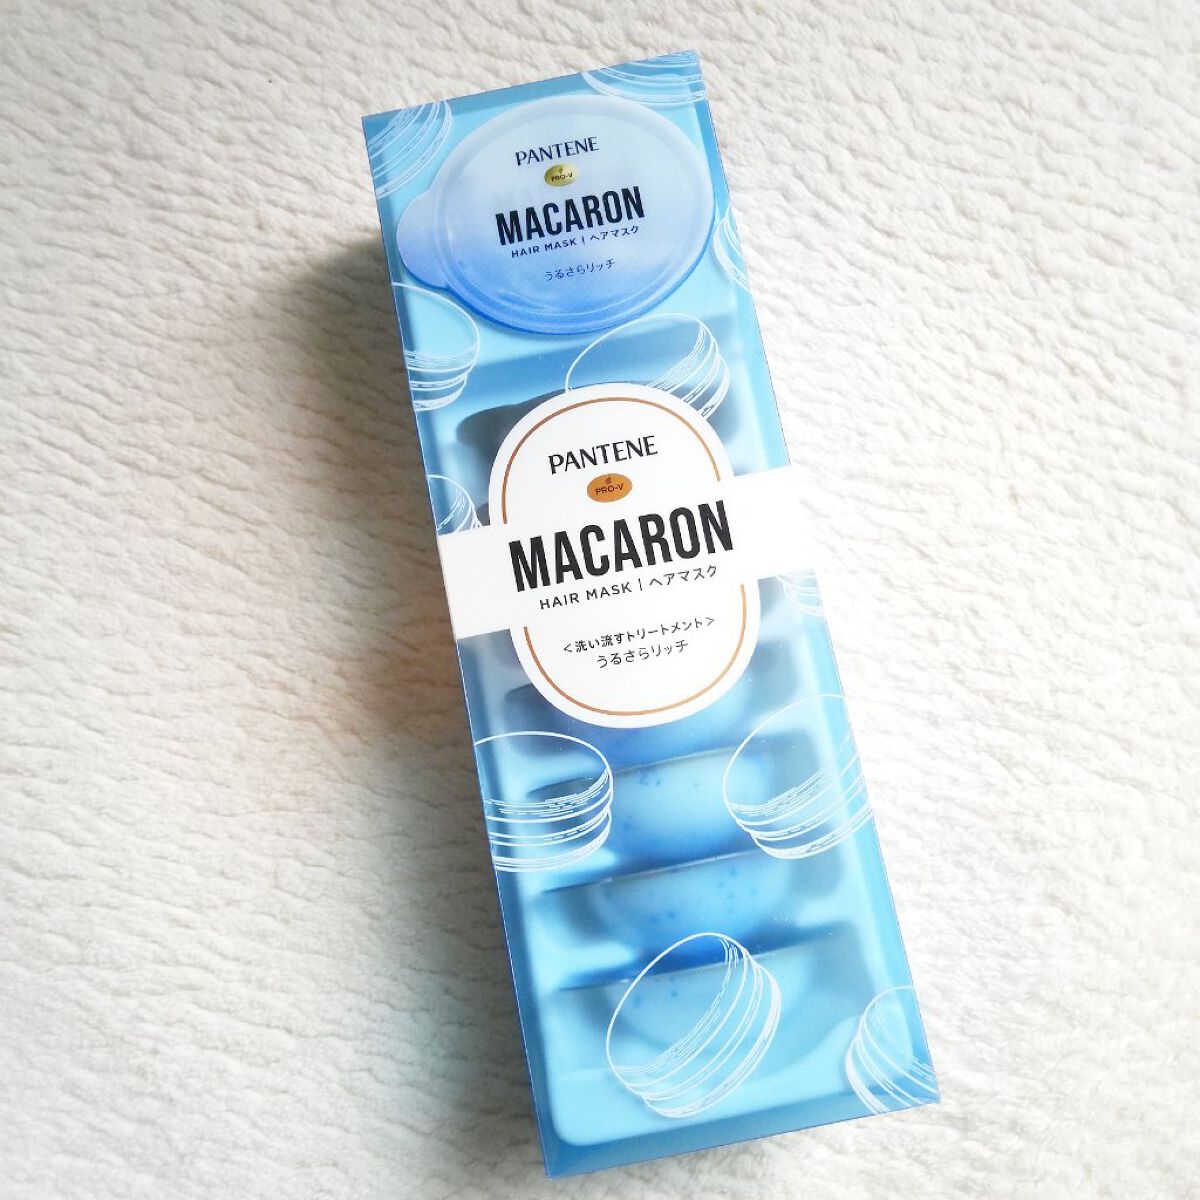 PANTENE
PRO-V
MACARON
HAIR MASK | ヘアマスク
うるさらリッチ
PANTENE
PRO-V
MACARON
HAIR MASK | ヘアマスク
<洗い流すトリートメント>
うるさらリッチ